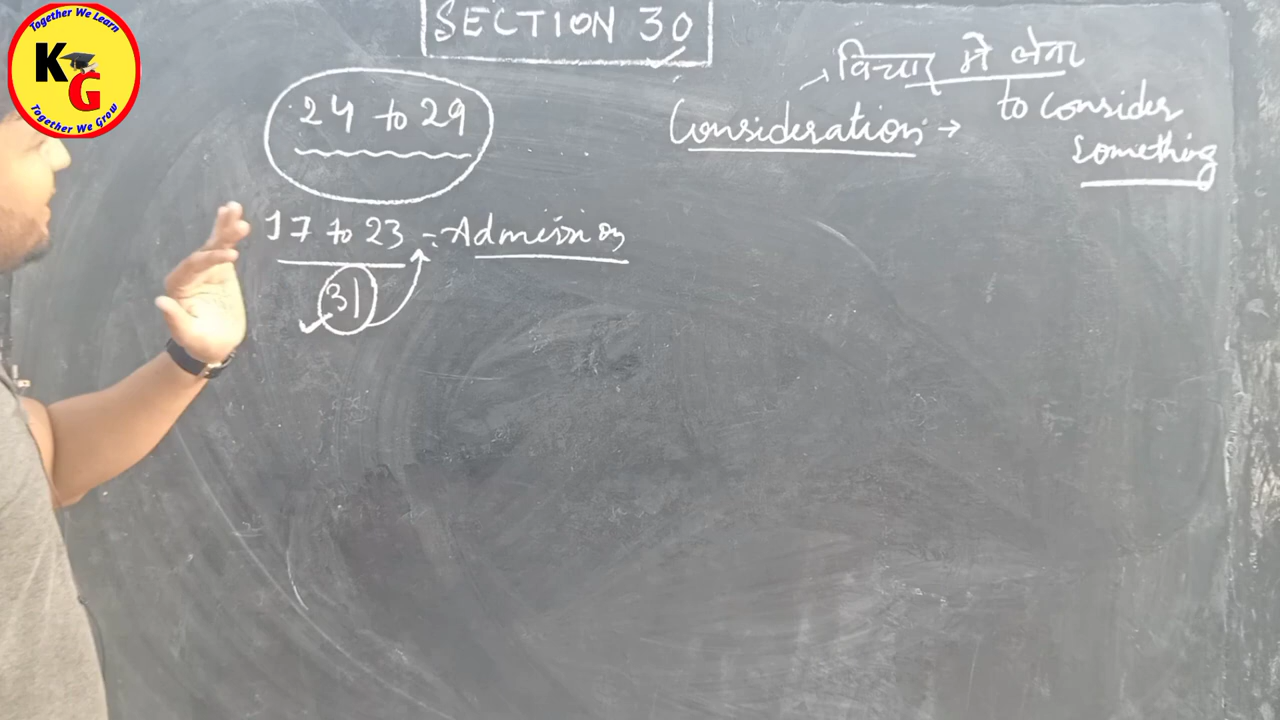 Together We Learn
KG
Together We Grow
SECTION 30
24 to 29
17 to 23 :- Admission
31
विचार में लेना
Consideration :→ to consider
something